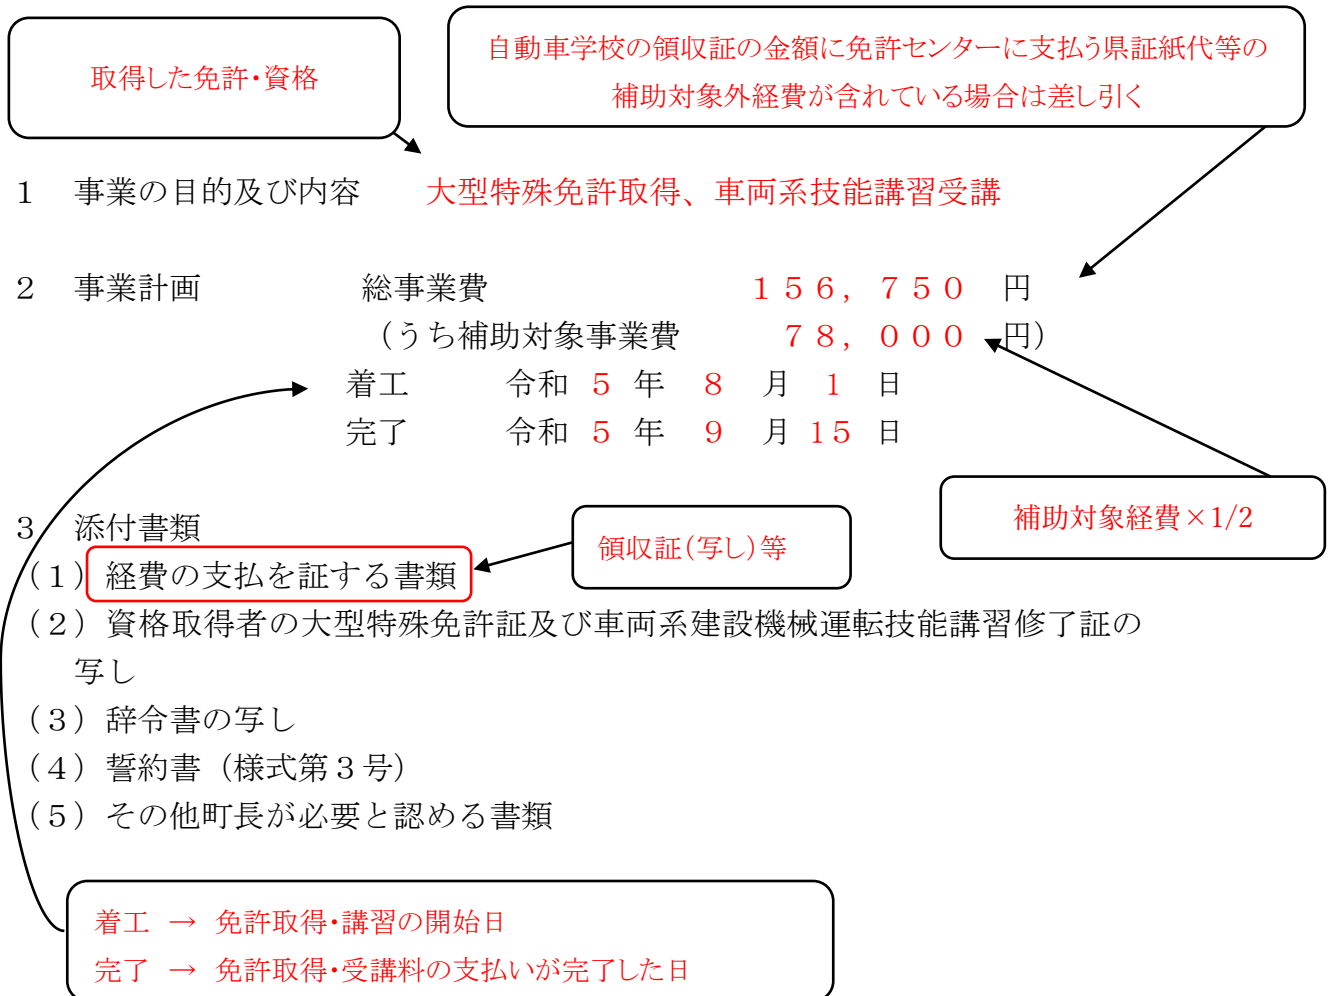 取得した免許・資格
自動車学校の領収証の金額に免許センターに支払う県証紙代等の
補助対象外経費が含れている場合は差し引く
１　事業の目的及び内容　　大型特殊免許取得、車両系技能講習受講
２　事業計画　　総事業費　　１５６，７５０　円
（うち補助対象事業費　　７８，０００　円）
着工　　令和　５　年　８　月　１　日
完了　　令和　５　年　９　月　15　日
補助対象経費×1/2
３　添付書類
領収証（写し）等
（１）経費の支払を証する書類
（２）資格取得者の大型特殊免許証及び車両系建設機械運転技能講習修了証の
写し
（３）辞令書の写し
（４）誓約書（様式第３号）
（５）その他町長が必要と認める書類
着工　→　免許取得・講習の開始日
完了　→　免許取得・受講料の支払いが完了した日